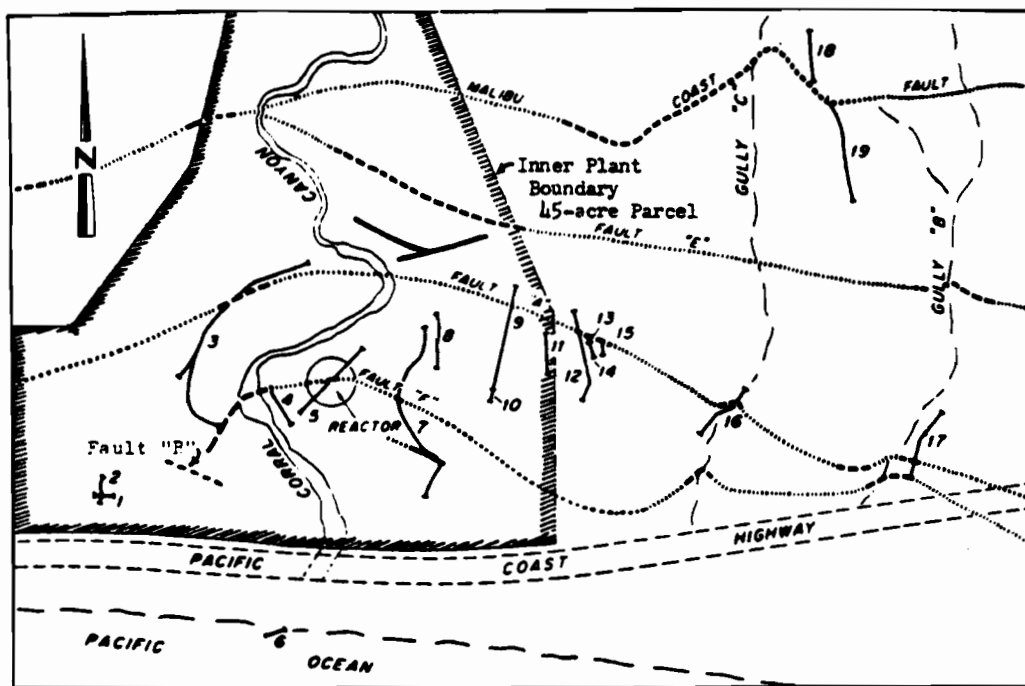 18
MALIBU
COAST
FAULT
N
GULLY "C"
19
CANYON
Inner Plant
Boundary
45-acre Parcel
FAULT "E"
GULLY "B"
FAULT
3
8
9
13
15
11
14
12
10
4
5
FAULT "F"
REACTOR
7
16
17
Fault "B"
2
1
CORRAL
PACIFIC
COAST
HIGHWAY
6
PACIFIC
OCEAN